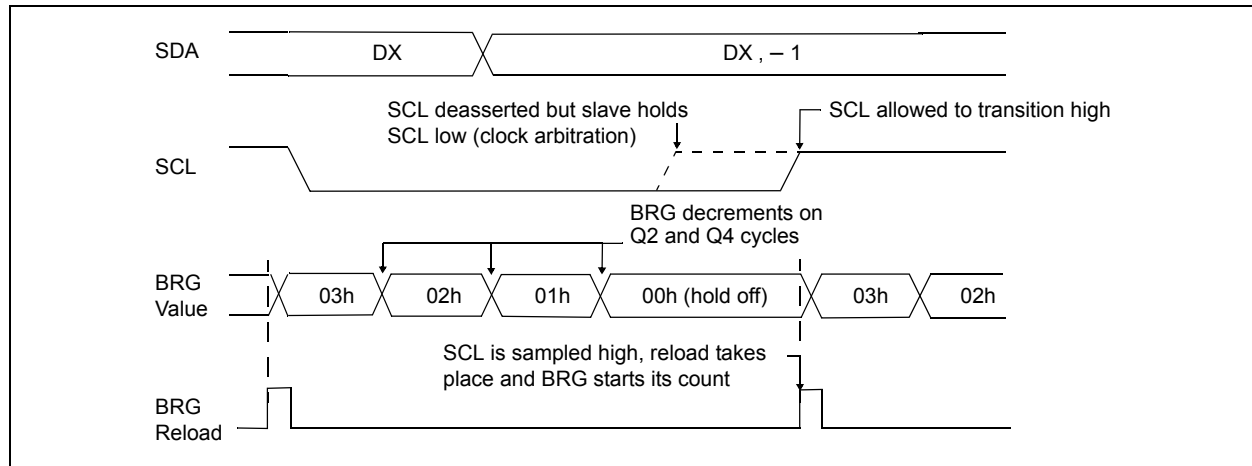 SDA
DX
DX , – 1
SCL deasserted but slave holds
SCL low (clock arbitration)
SCL allowed to transition high
SCL
BRG decrements on
Q2 and Q4 cycles
BRG
Value
03h
02h
01h
00h (hold off)
03h
02h
SCL is sampled high, reload takes
place and BRG starts its count
BRG
Reload